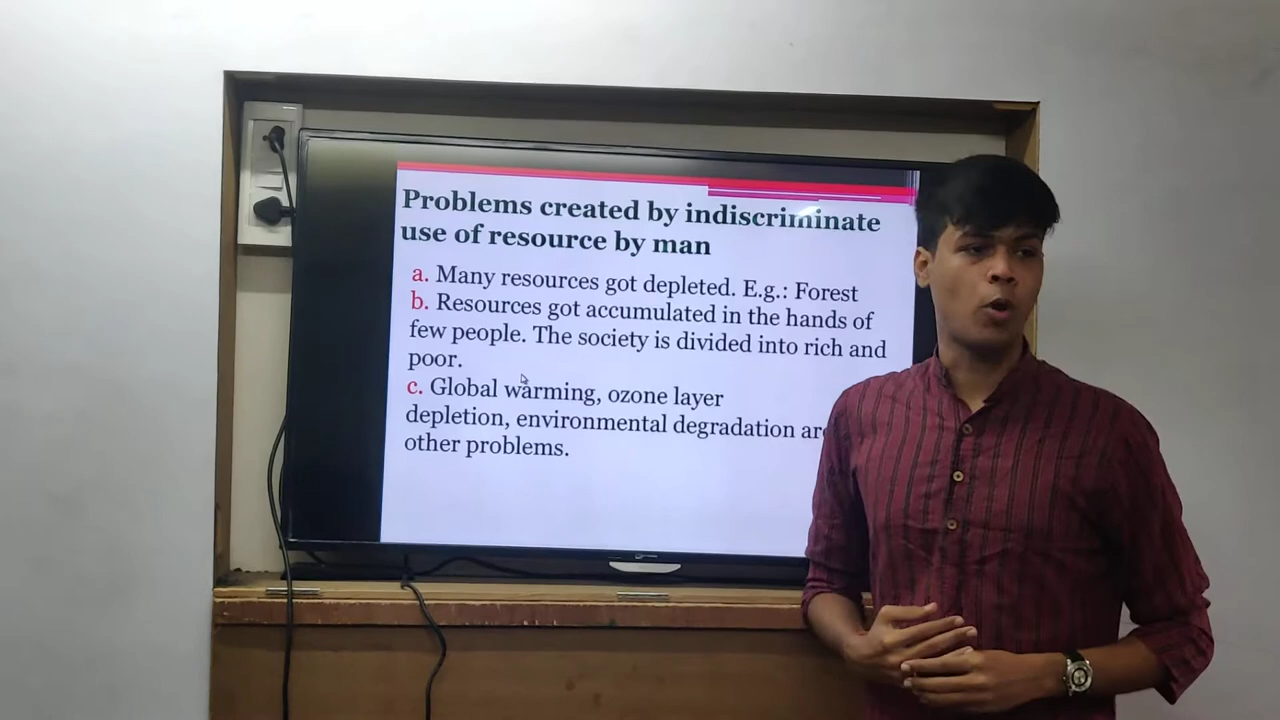 Problems created by indiscriminate
use of resource by man
a. Many resources got depleted. E.g.: Forest
b. Resources got accumulated in the hands of
few people. The society is divided into rich and
poor.
c. Global warming, ozone layer
depletion, environmental degradation are
other problems.